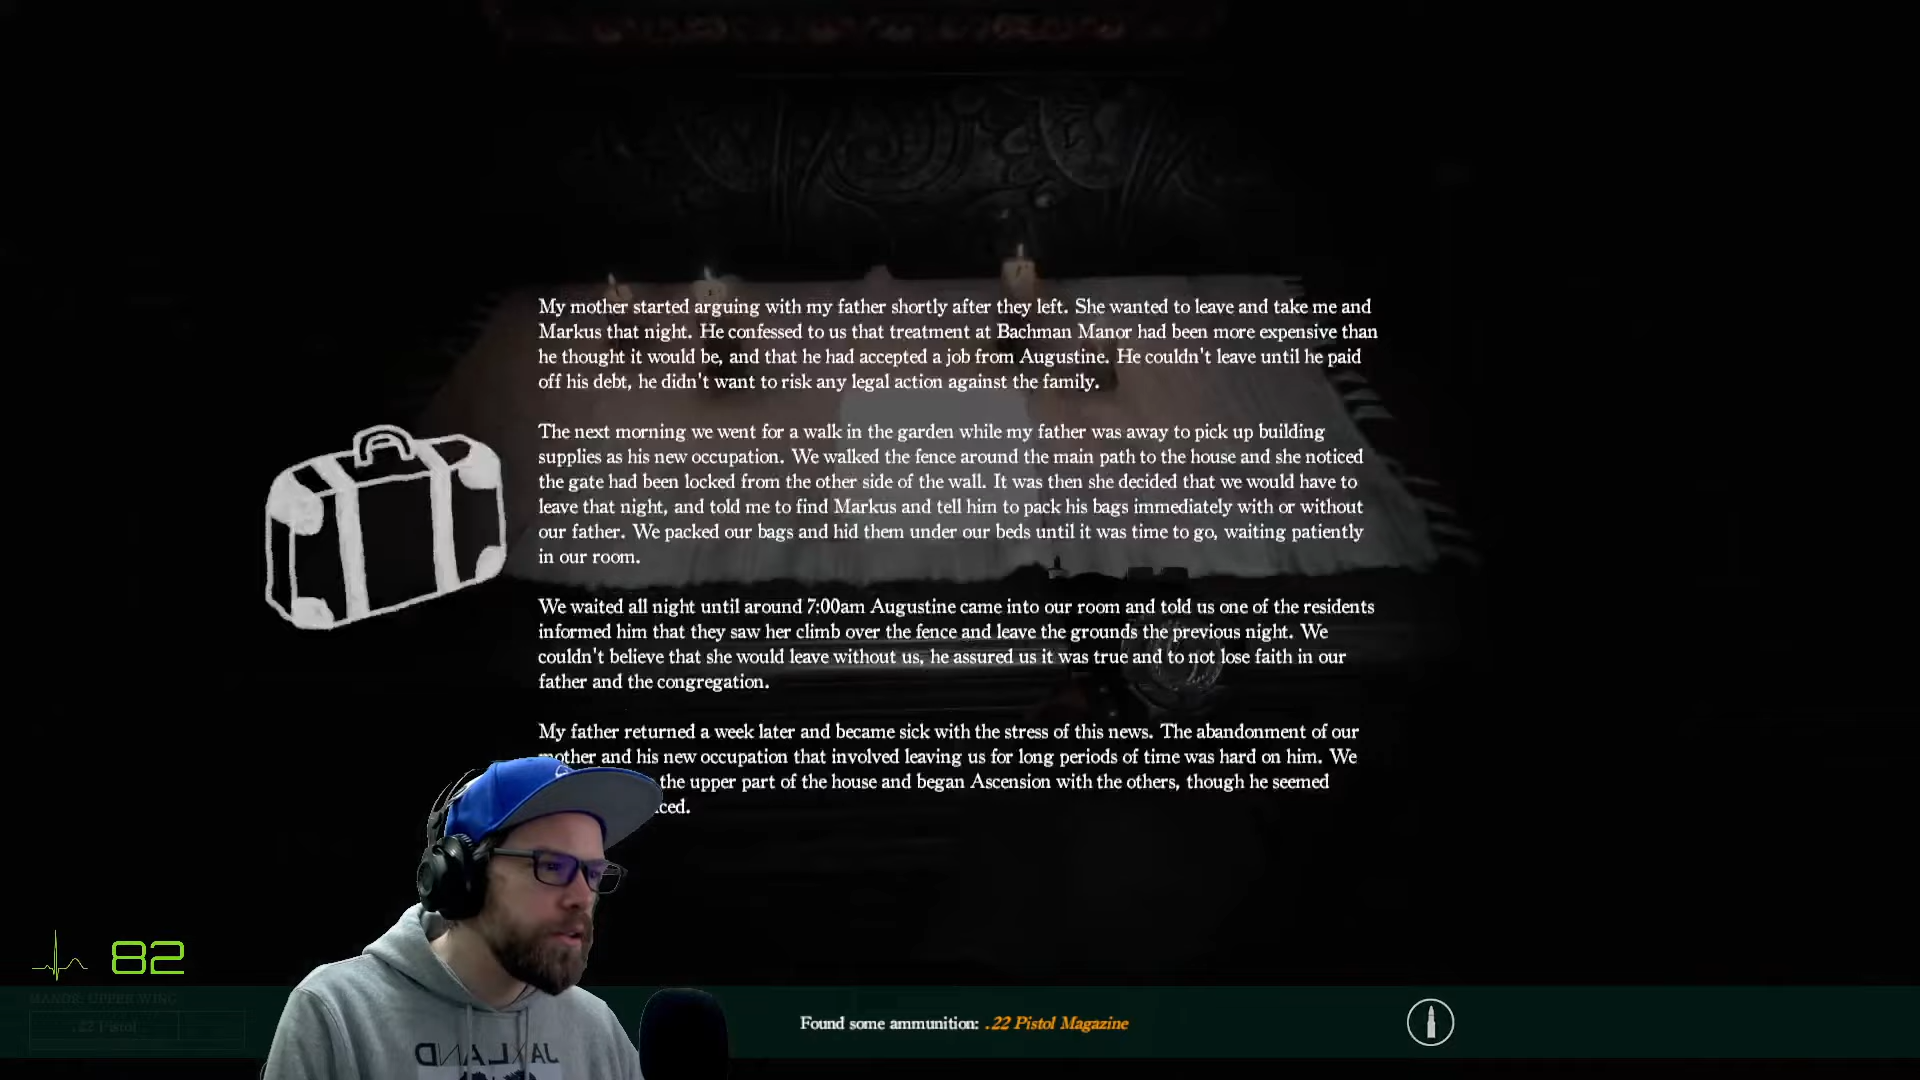 My mother started arguing with my father shortly after they left. She wanted to leave and take me and
Markus that night. He confessed to us that treatment at Bachman Manor had been more expensive than
he thought it would be, and that he had accepted a job from Augustine. He couldn't leave until he paid
off his debt, he didn't want to risk any legal action against the family.
The next morning we went for a walk in the garden while my father was away to pick up building
supplies as his new occupation. We walked the fence around the main path to the house and she noticed
the gate had been locked from the other side of the wall. It was then she decided that we would have to
leave that night, and told me to find Markus and tell him to pack his bags immediately with or without
our father. We packed our bags and hid them under our beds until it was time to go, waiting patiently
in our room.
We waited all night until around 7:00am Augustine came into our room and told us one of the residents
informed him that they saw her climb over the fence and leave the grounds the previous night. We
couldn't believe that she would leave without us, he assured us it was true and to not lose faith in our
father and the congregation.
My father returned a week later and became sick with the stress of this news. The abandonment of our
mother and his new occupation that involved leaving us for long periods of time was hard on him. We
the upper part of the house and began Ascension with the others, though he seemed
82
MANOR: UPPER WING
.22 Pistol
Found some ammunition: .22 Pistol Magazine